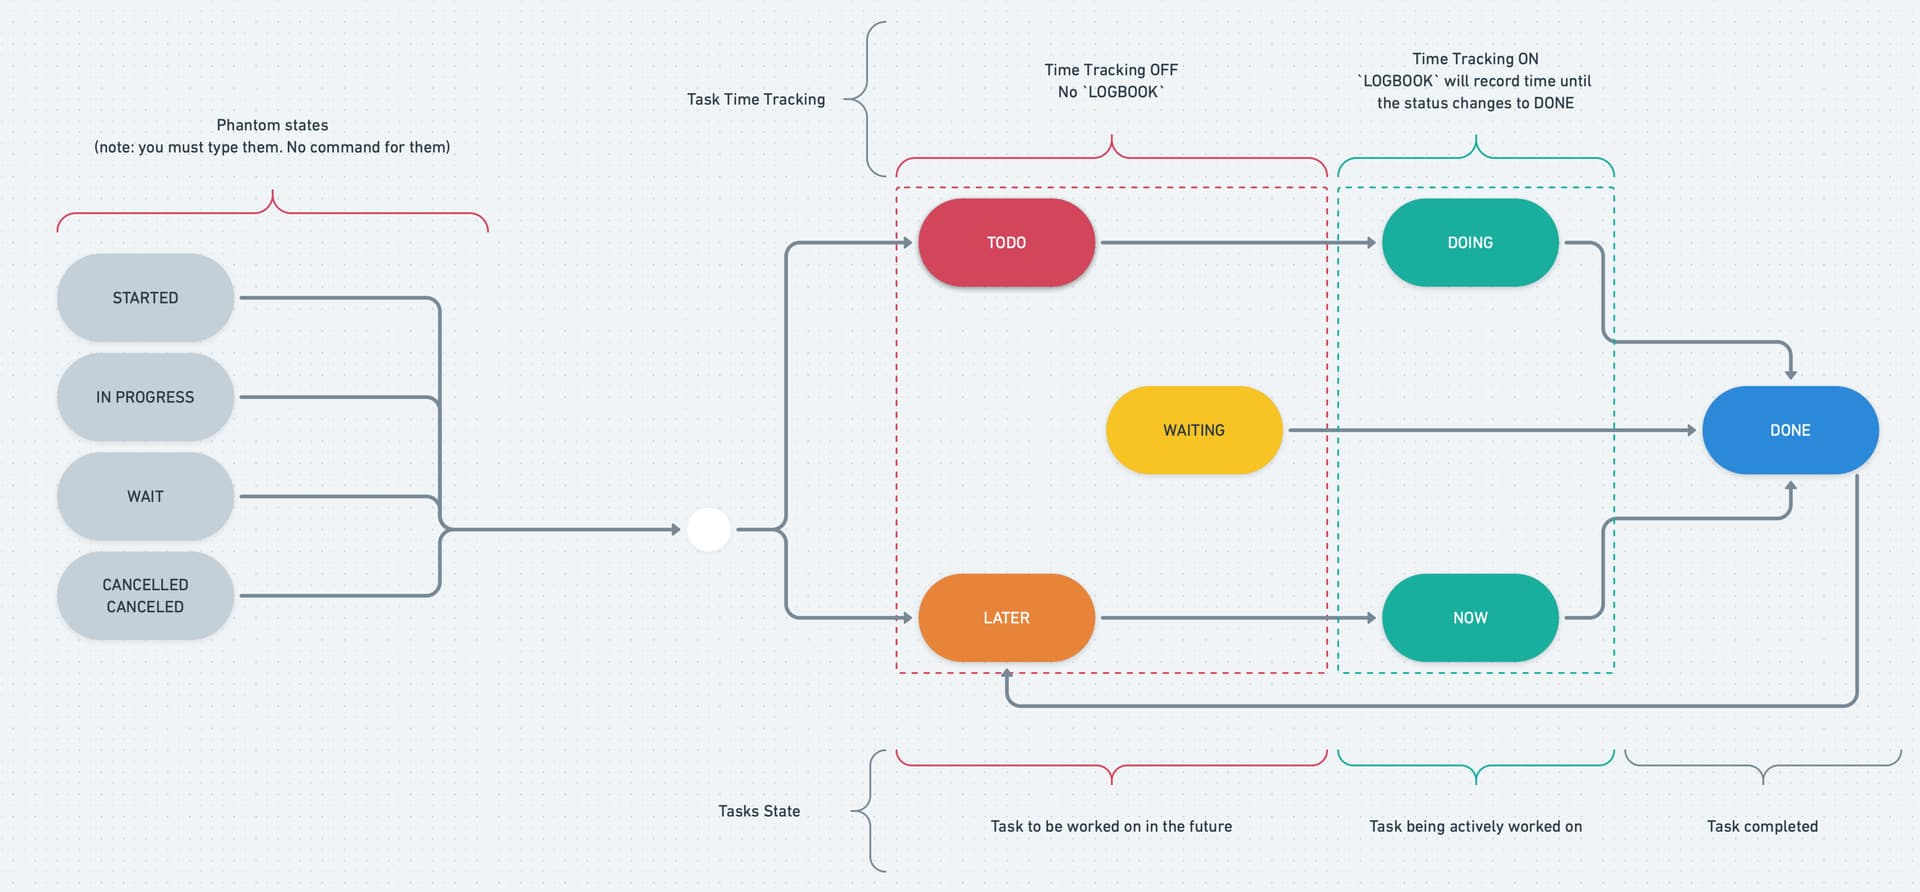 Task Time Tracking
Time Tracking OFF
No `LOGBOOK`
Time Tracking ON
`LOGBOOK` will record time until
the status changes to DONE
Phantom states
(note: you must type them. No command for them)
STARTED
IN PROGRESS
WAIT
CANCELLED
CANCELED
TODO
DOING
WAITING
DONE
LATER
NOW
Tasks State
Task to be worked on in the future
Task being actively worked on
Task completed